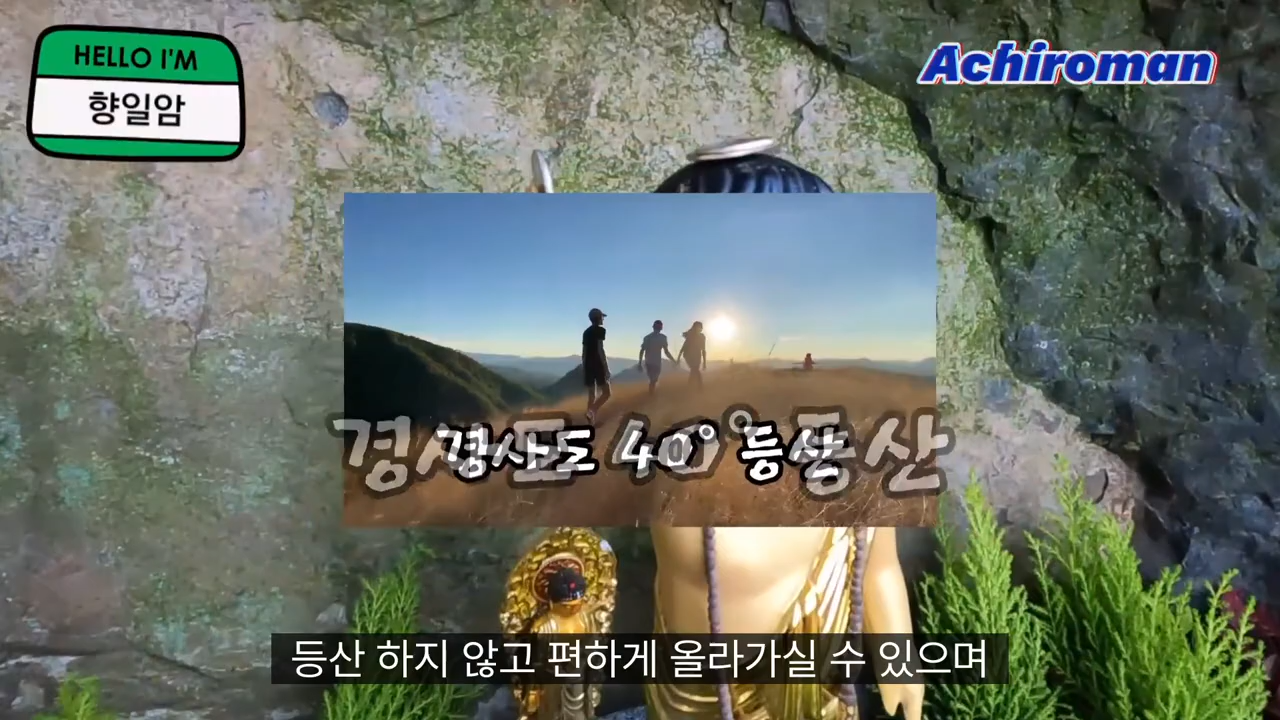 HELLO I'M
향일암
Achiroman
경사도 40° 등산
등산 하지 않고 편하게 올라가실 수 있으며